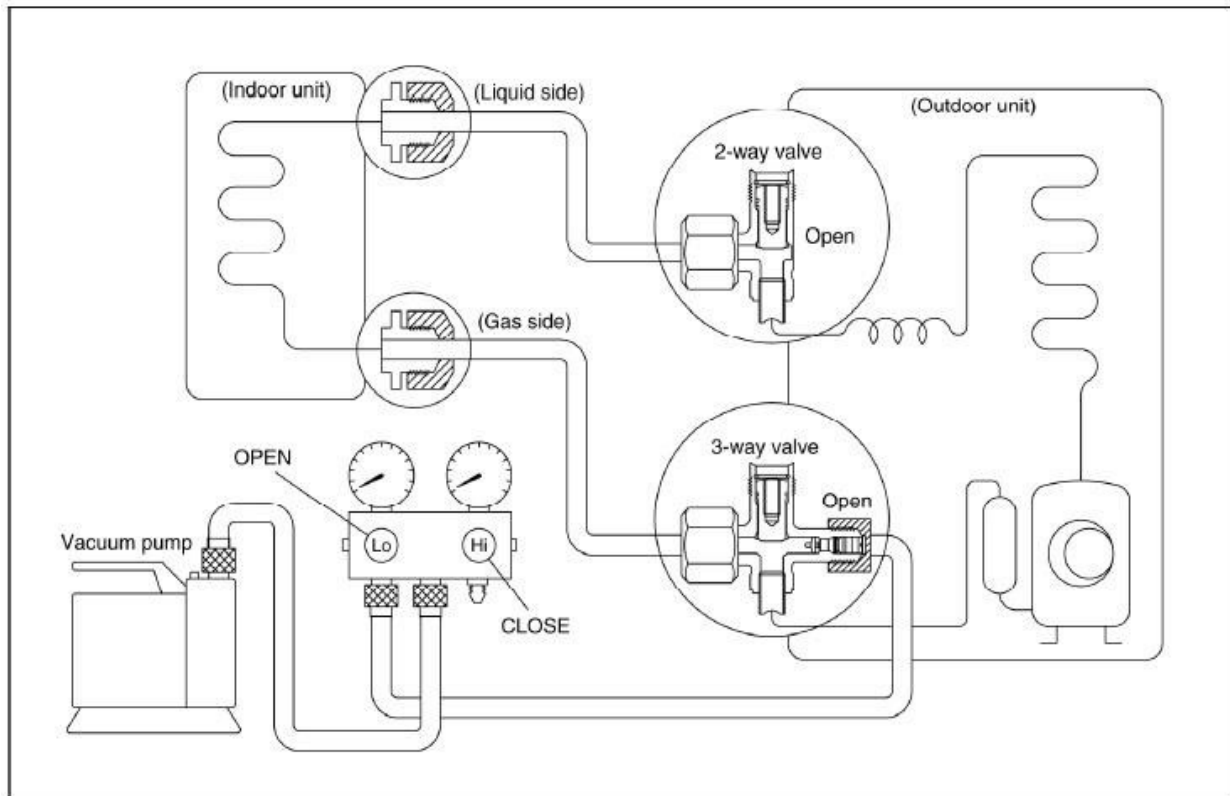 (Indoor unit)
(Liquid side)
(Outdoor unit)
2-way valve
Open
(Gas side)
3-way valve
Open
OPEN
Lo
Hi
Vacuum pump
CLOSE